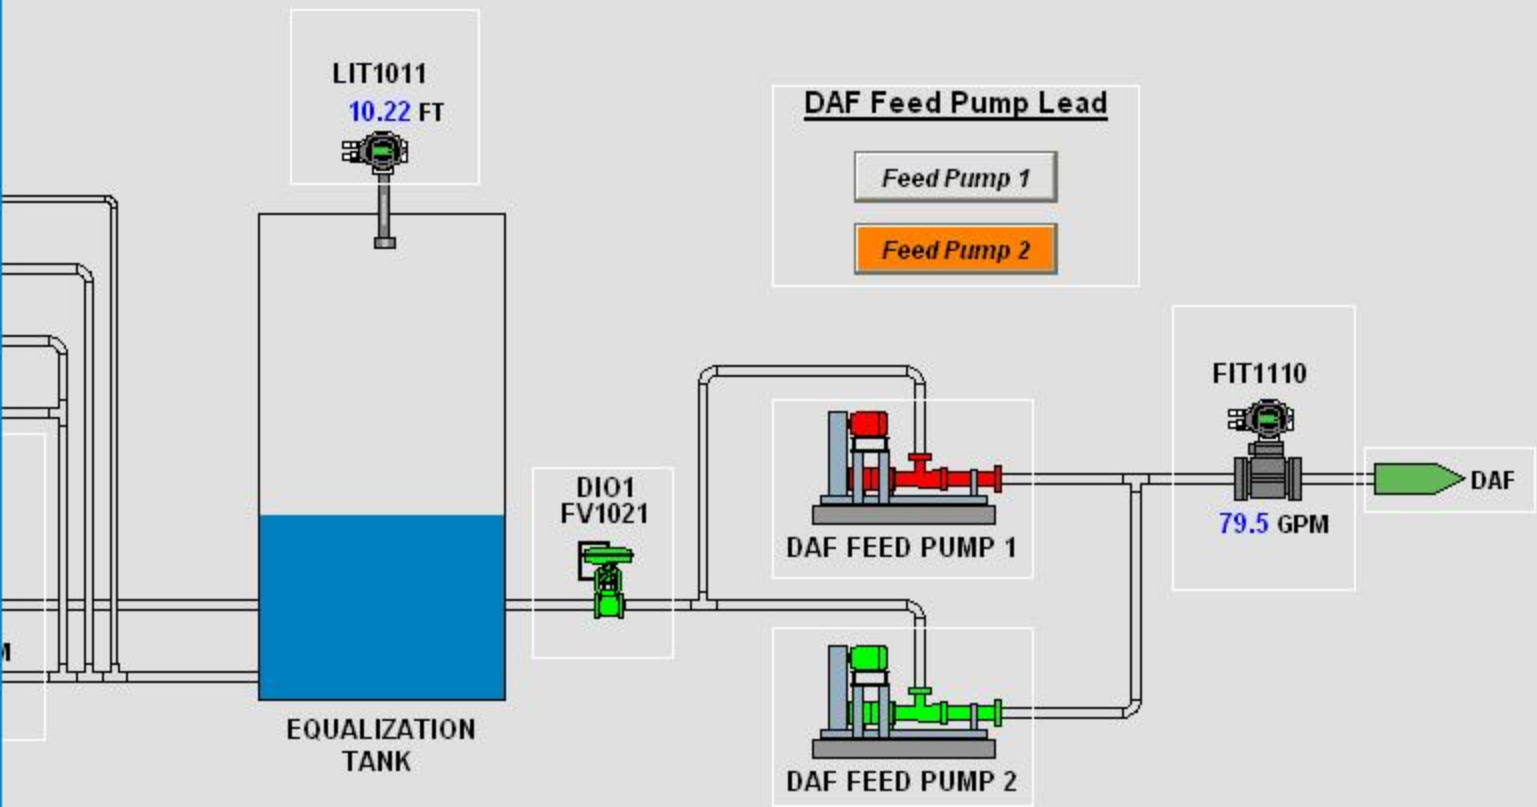 LIT1011
10.22 FT
DAF Feed Pump Lead
Feed Pump 1
Feed Pump 2
FIT1110
79.5 GPM
DAF
DIO1
FV1021
DAF FEED PUMP 1
DAF FEED PUMP 2
EQUALIZATION
TANK